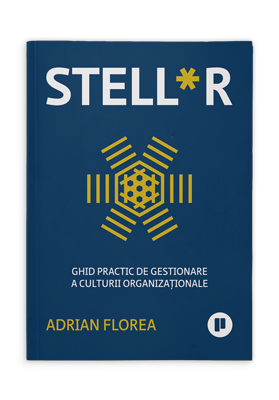 STELL*R
GHID PRACTIC DE GESTIONARE
A CULTURII ORGANIZAȚIONALE
ADRIAN FLOREA